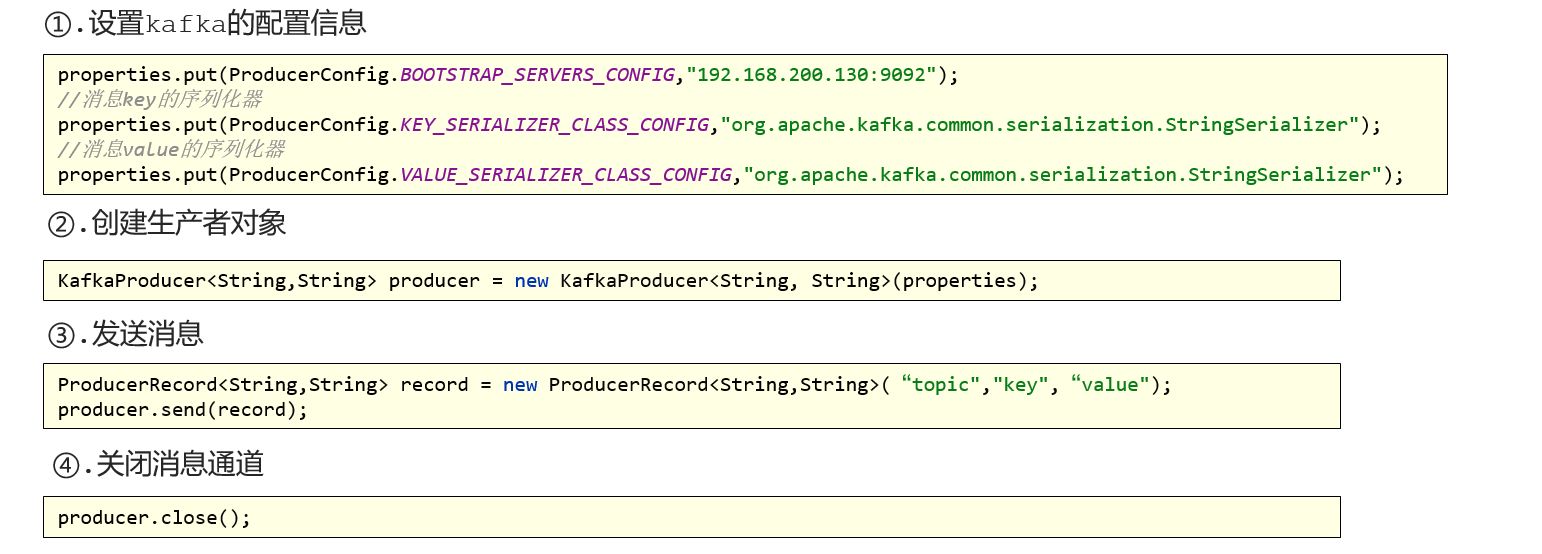 ①.设置kafka的配置信息
properties.put(ProducerConfig.BOOTSTRAP_SERVERS_CONFIG,"192.168.200.130:9092");
//消息key的序列化器
properties.put(ProducerConfig.KEY_SERIALIZER_CLASS_CONFIG,"org.apache.kafka.common.serialization.StringSerializer");
//消息value的序列化器
properties.put(ProducerConfig.VALUE_SERIALIZER_CLASS_CONFIG,"org.apache.kafka.common.serialization.StringSerializer");
②.创建生产者对象
KafkaProducer<String,String> producer = new KafkaProducer<String, String>(properties);
③.发送消息
ProducerRecord<String,String> record = new ProducerRecord<String,String>(“topic","key",“value");
producer.send(record);
④.关闭消息通道
producer.close();